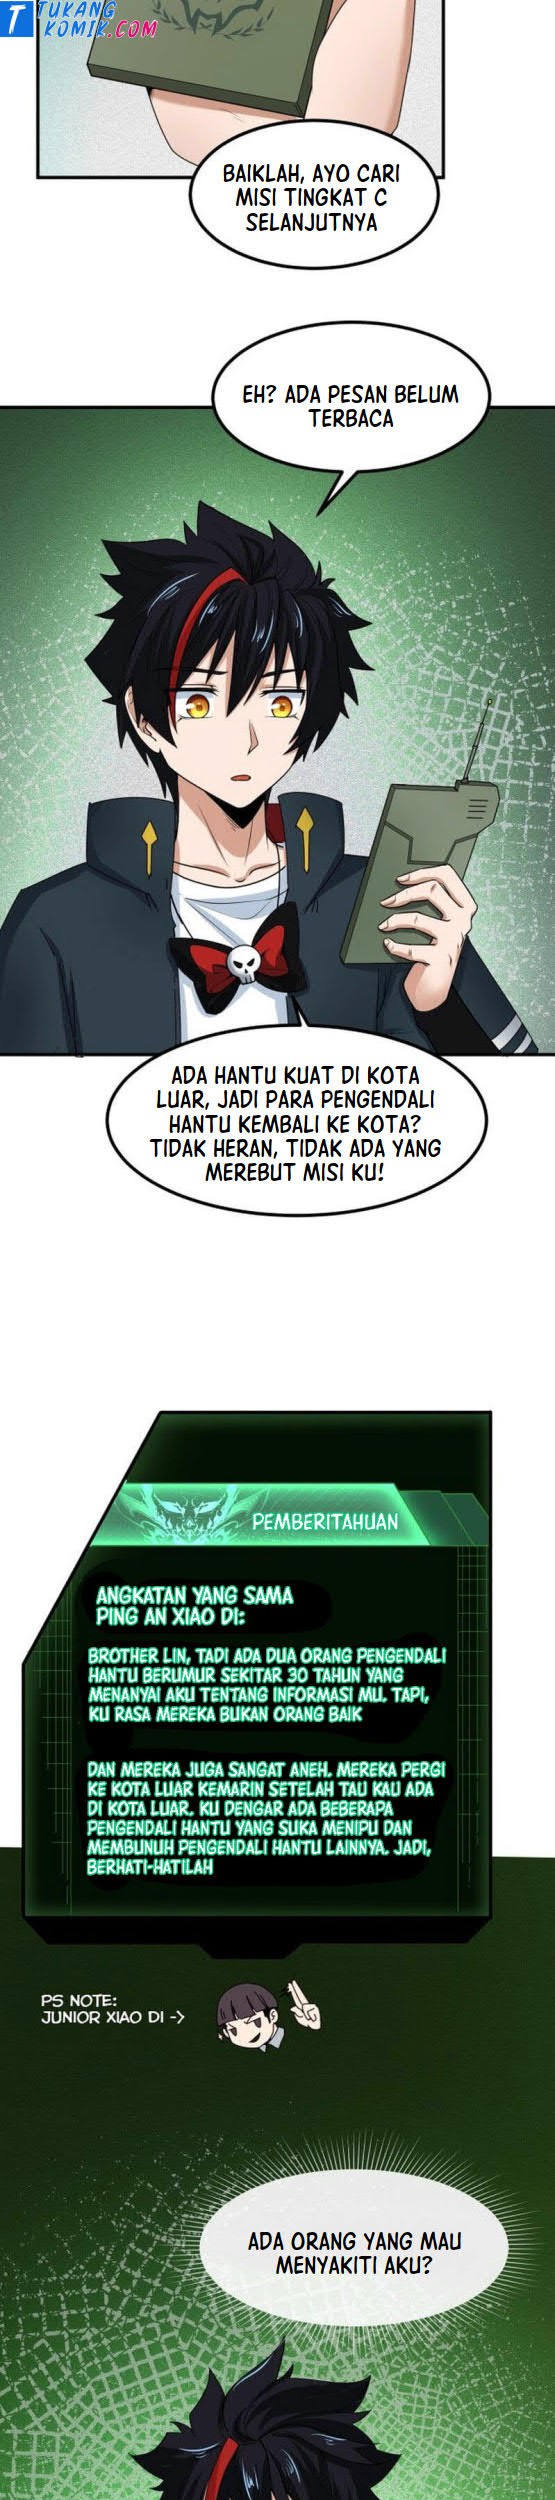 TUKANG
KOMIK.COM
BAIKLAH, AYO CARI
MISI TINGKAT C
SELANJUTNYA
EH? ADA PESAN BELUM
TERBACA
ADA HANTU KUAT DI KOTA
LUAR, JADI PARA PENGENDALI
HANTU KEMBALI KE KOTA?
TIDAK HERAN, TIDAK ADA YANG
MEREBUT MISI KU!
PEMBERITAHUAN
ANGKATAN YANG SAMA
PING AN XIAO DI:
BROTHER LIN, TADI ADA DUA ORANG PENGENDALI
HANTU BERUMUR SEKITAR 30 TAHUN YANG
MENANYAI AKU TENTANG INFORMASI MU. TAPI,
KU RASA MEREKA BUKAN ORANG BAIK
DAN MEREKA JUGA SANGAT ANEH. MEREKA PERGI
KE KOTA LUAR KEMARIN SETELAH TAU KAU ADA
DI KOTA LUAR. KU DENGAR ADA BEBERAPA
PENGENDALI HANTU YANG SUKA MENIPU DAN
MEMBUNUH PENGENDALI HANTU LAINNYA. JADI,
BERHATI-HATILAH
PS NOTE:
JUNIOR XIAO DI ->
ADA ORANG YANG MAU
MENYAKITI AKU?